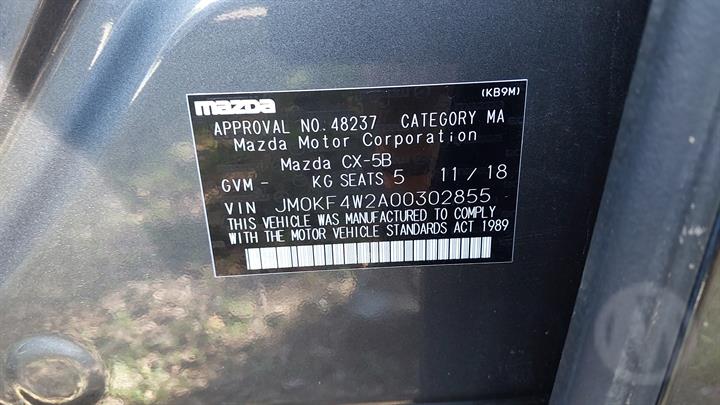 mazda (KB9M)
APPROVAL NO. 48237 CATEGORY MA
Mazda Motor Corporation
Mazda CX-5B
GVM - KG SEATS 5 11/18
VIN JM0KF4W2A00302855
THIS VEHICLE WAS MANUFACTURED TO COMPLY
WITH THE MOTOR VEHICLE STANDARDS ACT 1989